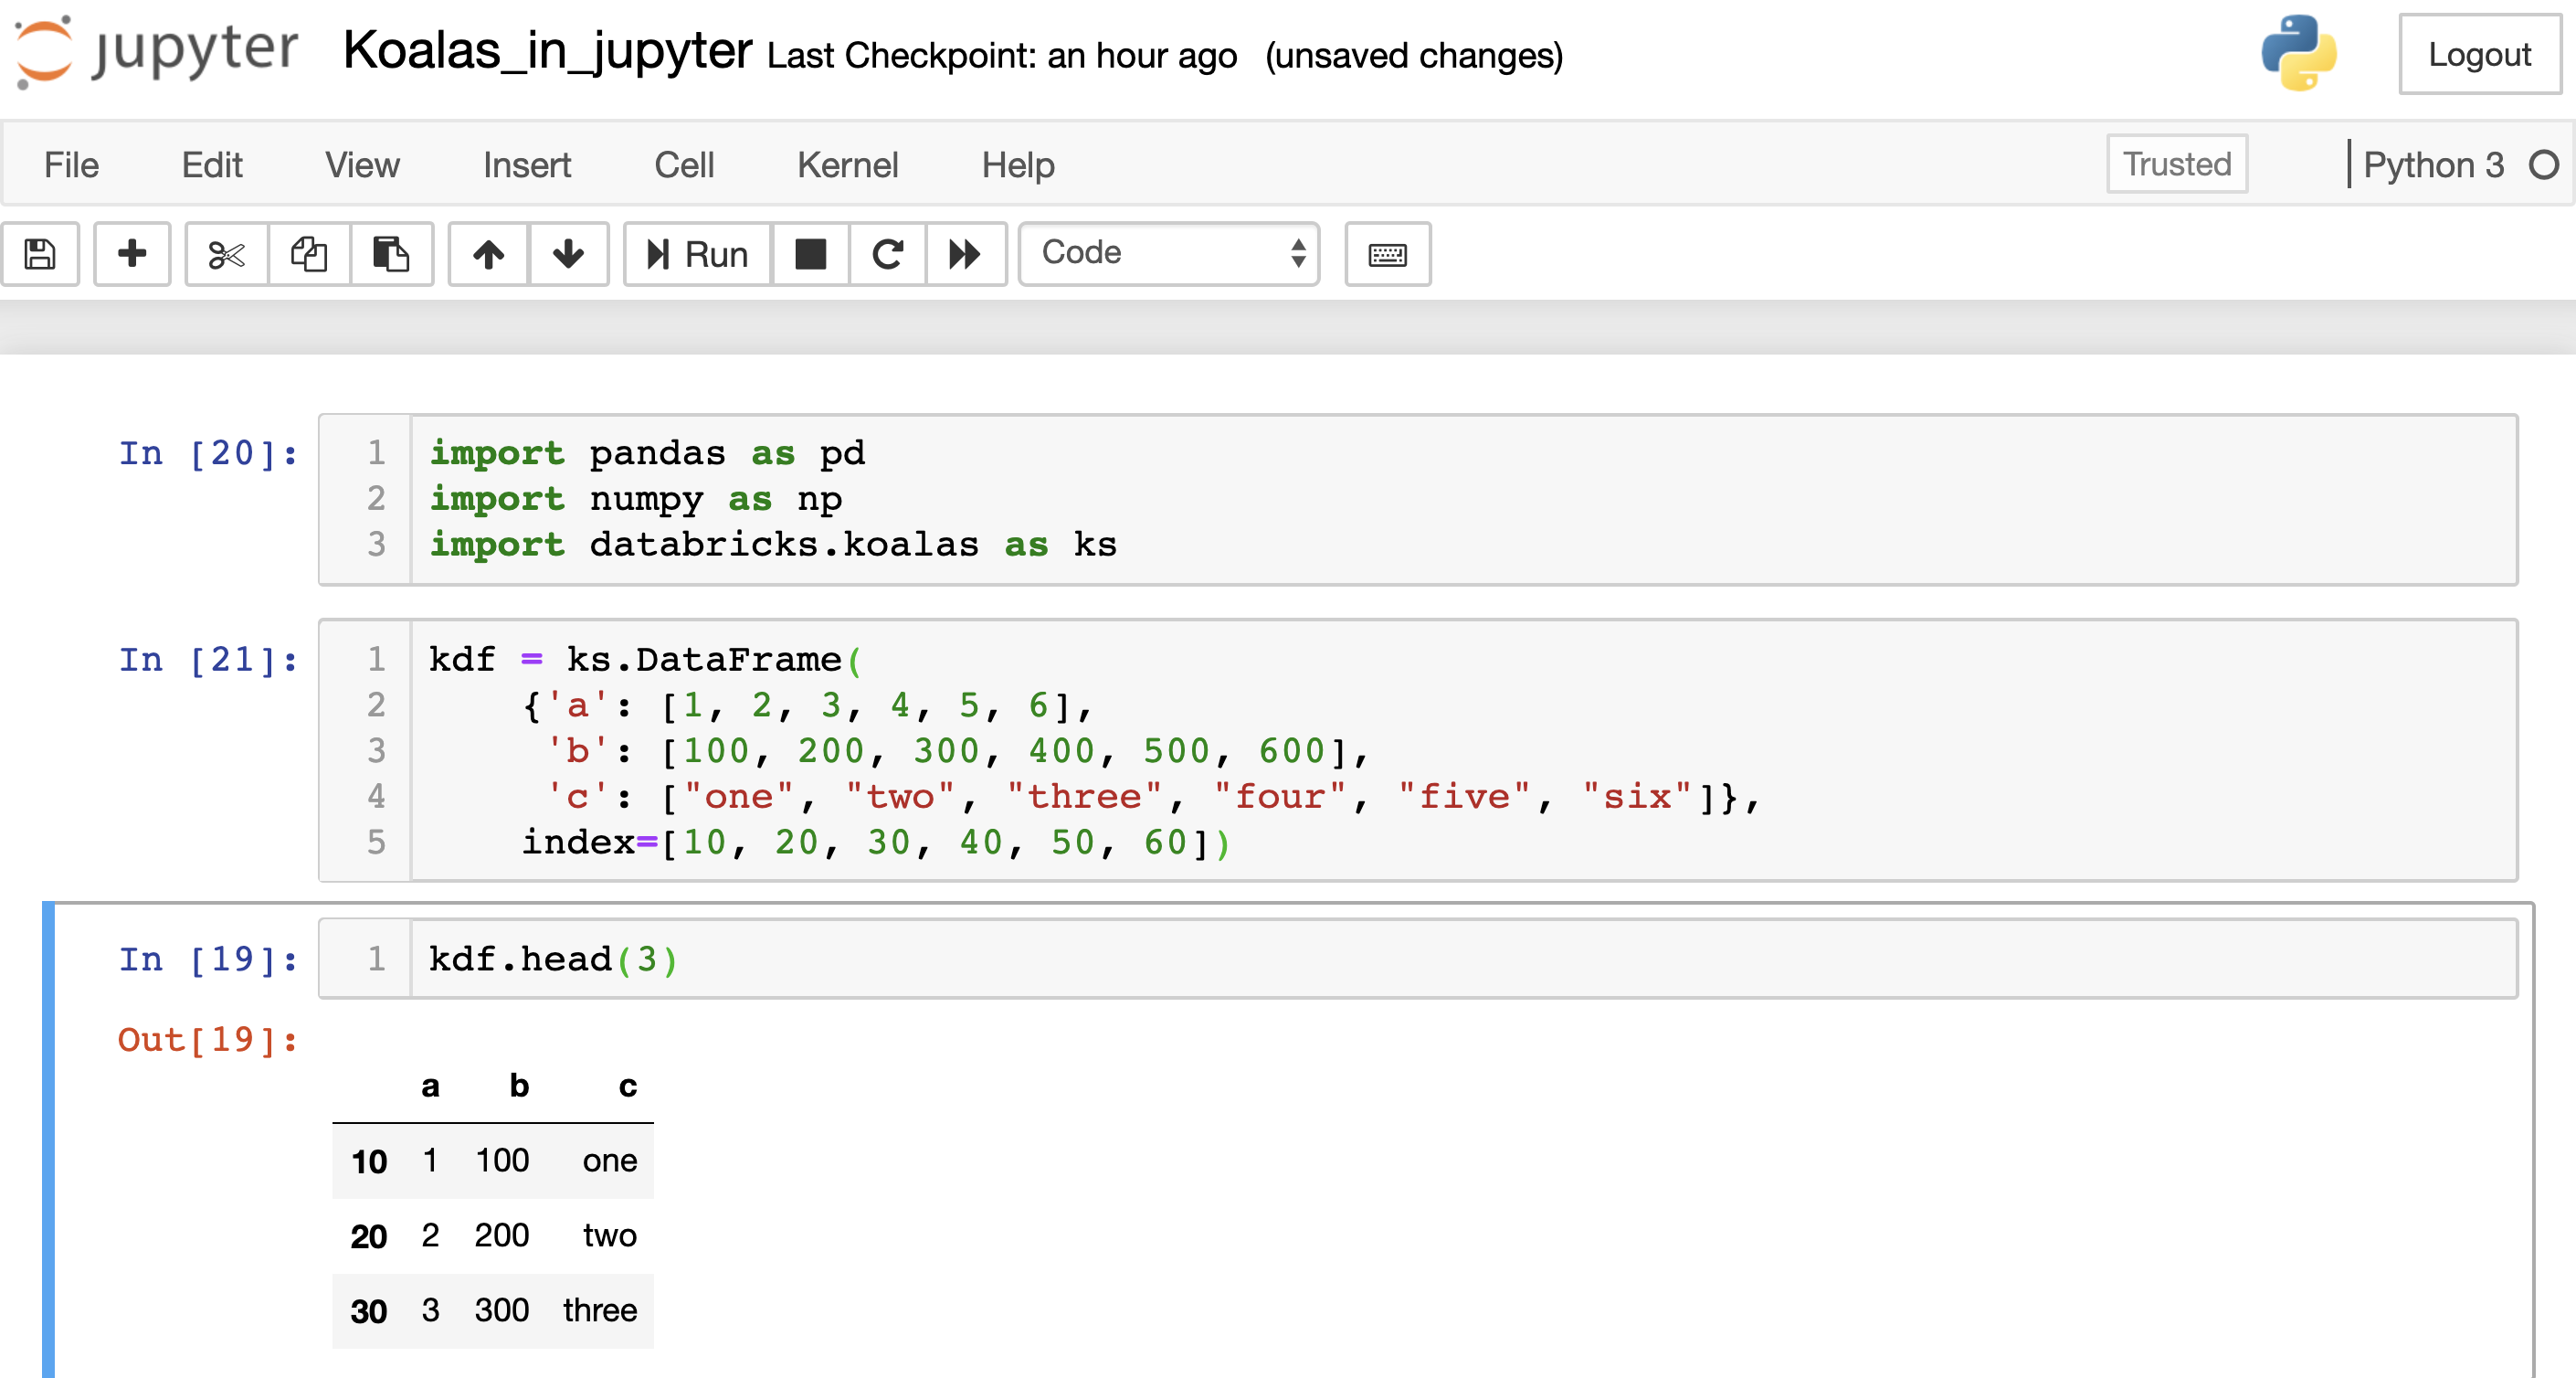 jupyter Koalas_in_jupyter Last Checkpoint: an hour ago (unsaved changes) Logout
File Edit View Insert Cell Kernel Help Trusted Python 3
Run Code
In [20]: 1 import pandas as pd
2 import numpy as np
3 import databricks.koalas as ks
In [21]: 1 kdf = ks.DataFrame(
2 {'a': [1, 2, 3, 4, 5, 6],
3 'b': [100, 200, 300, 400, 500, 600],
4 'c': ["one", "two", "three", "four", "five", "six"]},
5 index=[10, 20, 30, 40, 50, 60])
In [19]: 1 kdf.head(3)
Out[19]:
a b c
10 1 100 one
20 2 200 two
30 3 300 three